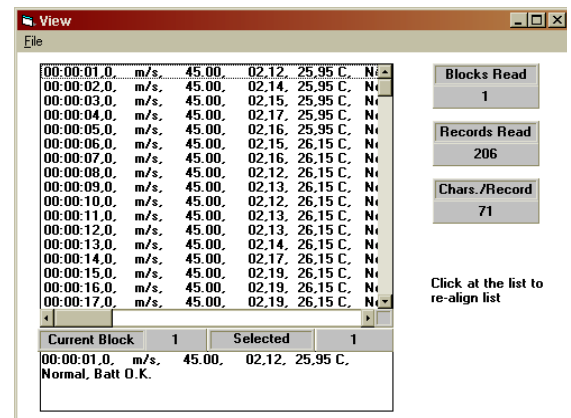 View
File
00:00:01,0, m/s, 45.00, 02,12, 25,95 C,
00:00:02,0, m/s, 45.00, 02,14, 25,95 C,
00:00:03,0, m/s, 45.00, 02,15, 25,95 C,
00:00:04,0, m/s, 45.00, 02,17, 25,95 C,
00:00:05,0, m/s, 45.00, 02,16, 25,95 C,
00:00:06,0, m/s, 45.00, 02,15, 26,15 C,
00:00:07,0, m/s, 45.00, 02,16, 26,15 C,
00:00:08,0, m/s, 45.00, 02,12, 26,15 C,
00:00:09,0, m/s, 45.00, 02,13, 26,15 C,
00:00:10,0, m/s, 45.00, 02,12, 26,15 C,
00:00:11,0, m/s, 45.00, 02,13, 26,15 C,
00:00:12,0, m/s, 45.00, 02,13, 26,15 C,
00:00:13,0, m/s, 45.00, 02,14, 26,15 C,
00:00:14,0, m/s, 45.00, 02,17, 26,15 C,
00:00:15,0, m/s, 45.00, 02,19, 26,15 C,
00:00:16,0, m/s, 45.00, 02,19, 26,15 C,
00:00:17,0, m/s, 45.00, 02,19, 26,15 C,
Current Block 1 Selected 1
00:00:01,0, m/s, 45.00, 02,12, 25,95 C,
Normal, Batt O.K.
Blocks Read
1
Records Read
206
Chars./Record
71
Click at the list to
re-align list